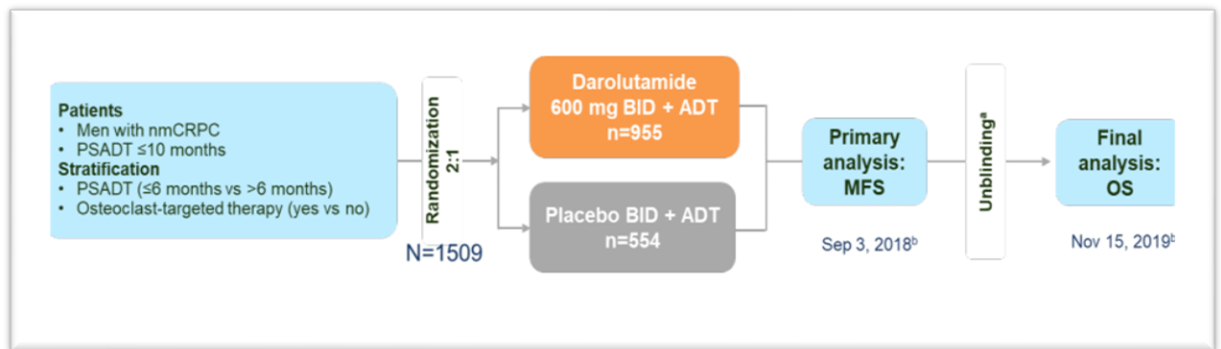 Patients
• Men with nmCRPC
• PSADT ≤10 months
Stratification
• PSADT (≤6 months vs >6 months)
• Osteoclast-targeted therapy (yes vs no)
Randomization
2:1
N=1509
Darolutamide
600 mg BID + ADT
n=955
Placebo BID + ADT
n=554
Primary
analysis:
MFS
Sep 3, 2018ᵇ
Unblindingᵃ
Final
analysis:
OS
Nov 15, 2019ᵇ